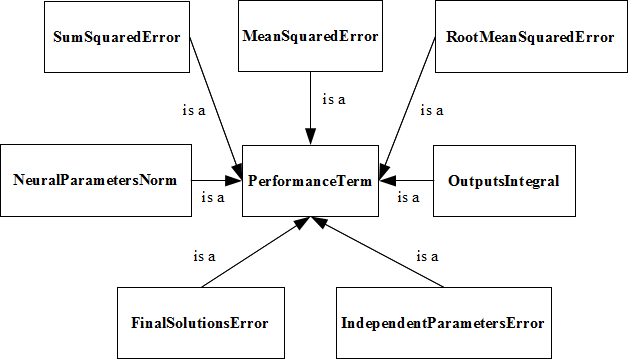 SumSquaredError
MeanSquaredError
RootMeanSquaredError
is a
is a
is a
NeuralParametersNorm
is a
PerformanceTerm
is a
OutputsIntegral
is a
is a
FinalSolutionsError
IndependentParametersError